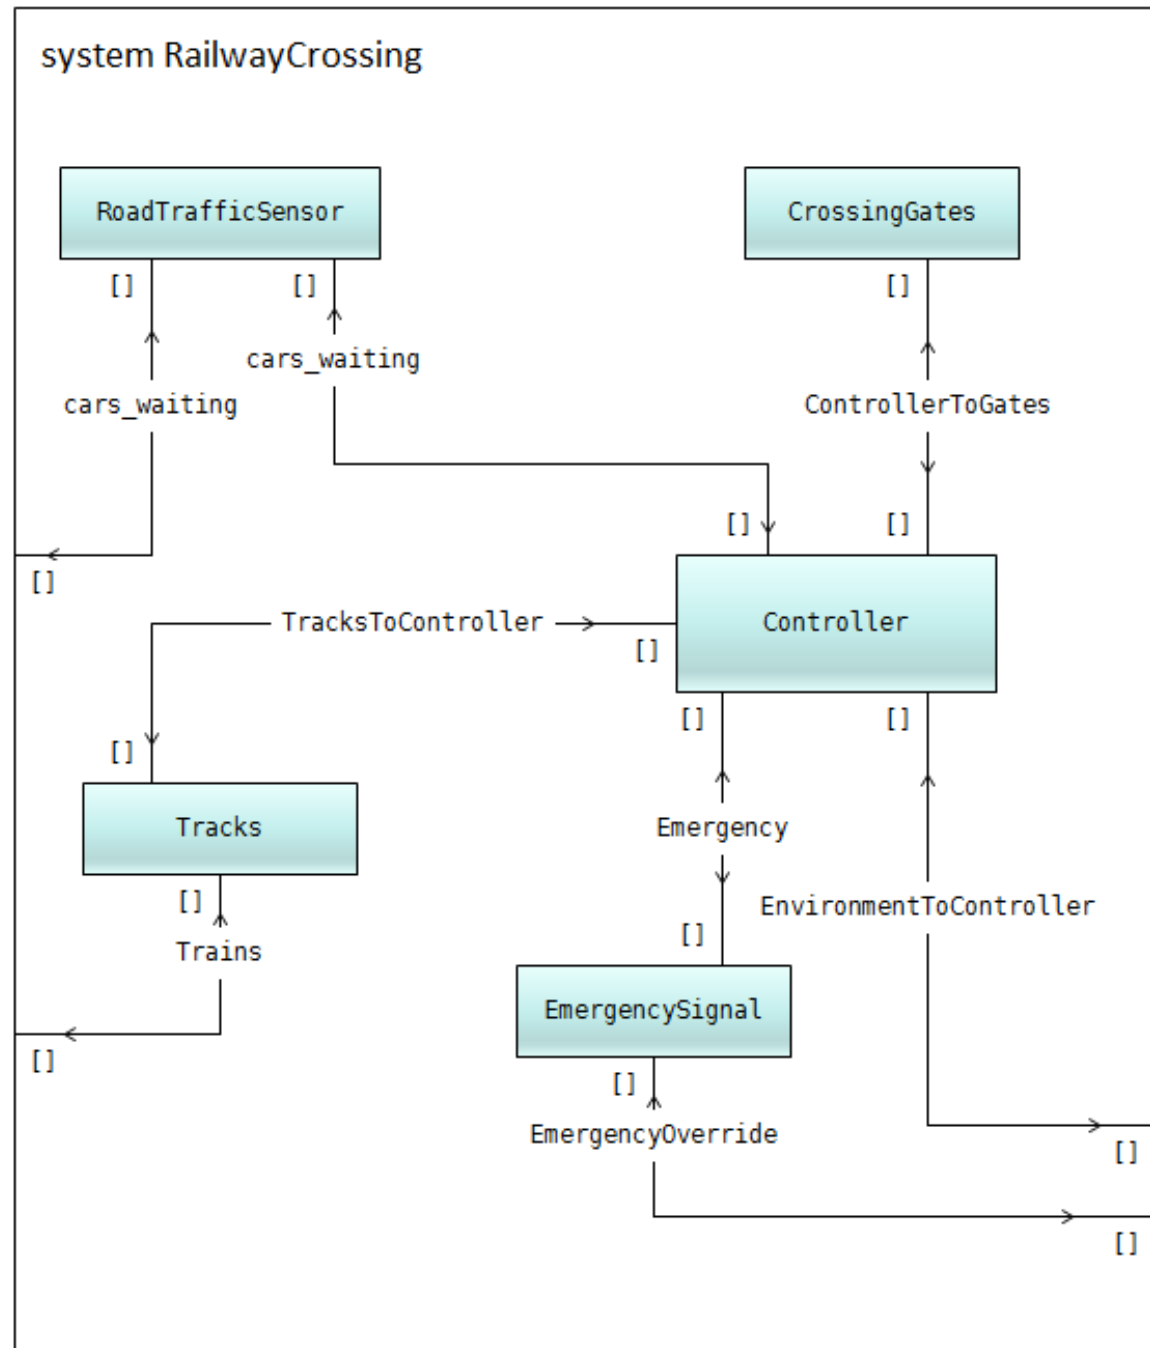 system RailwayCrossing
RoadTrafficSensor
CrossingGates
[]
[]
[]
cars_waiting
cars_waiting
ControllerToGates
[]
[]
[]
TracksToController
Controller
[]
[]
[]
[]
Tracks
Emergency
[]
EnvironmentToController
[]
Trains
EmergencySignal
[]
[]
EmergencyOverride
[]
[]